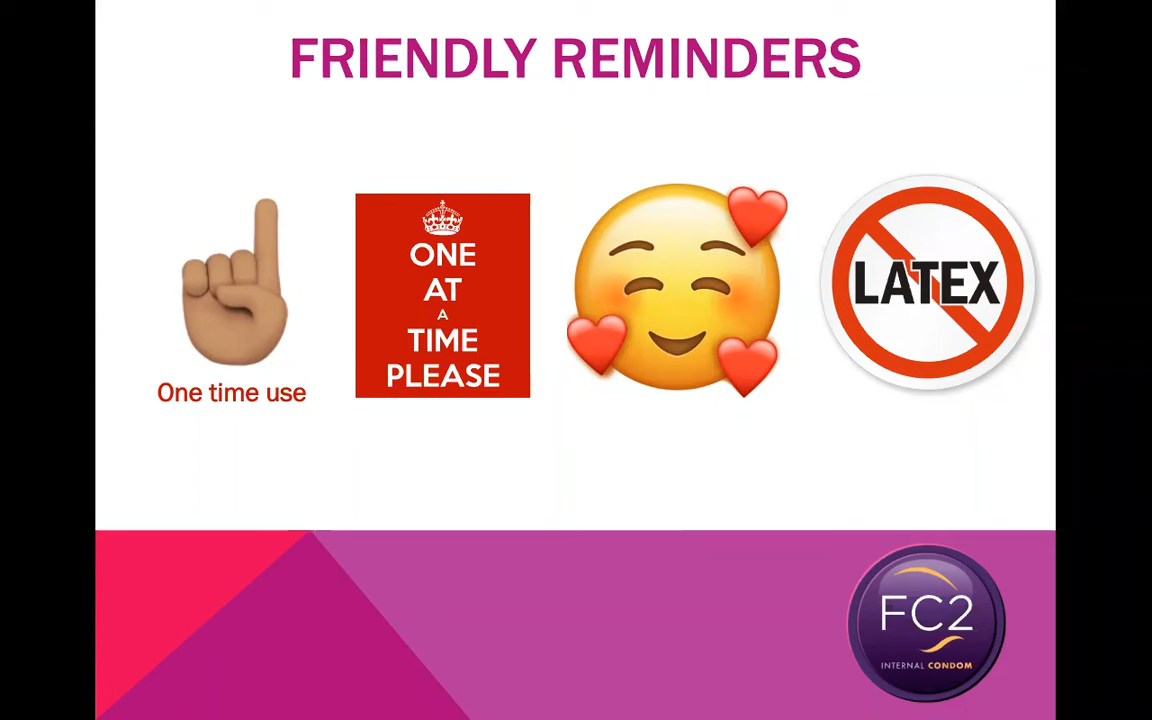 FRIENDLY REMINDERS
One time use
ONE
AT
A
TIME
PLEASE
LATEX
FC2
INTERNAL CONDOM